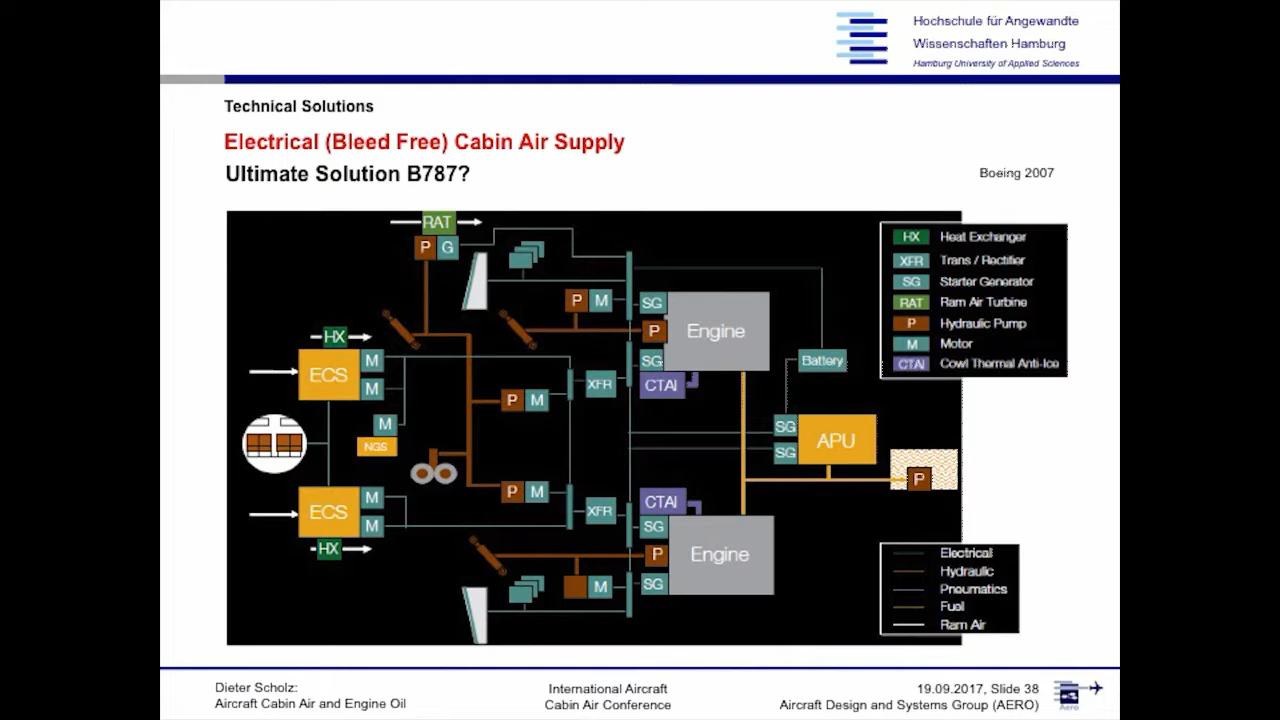 Hochschule für Angewandte
Wissenschaften Hamburg
Hamburg University of Applied Sciences
Technical Solutions
Electrical (Bleed Free) Cabin Air Supply
Ultimate Solution B787?
Boeing 2007
RAT
P G
HX Heat Exchanger
XFR Trans / Rectifier
SG Starter Generator
RAT Ram Air Turbine
P Hydraulic Pump
M Motor
CTAI Cowl Thermal Anti-Ice
P M SG
P Engine
HX
ECS M
M
SG
CTAI
XFR
Battery
P M
M
NGS
SG
SG
APU
P
P M
ECS M
M
HX
XFR
CTAI
SG
P Engine
M SG
Electrical
Hydraulic
Pneumatics
Fuel
Ram Air
Dieter Scholz:
Aircraft Cabin Air and Engine Oil
International Aircraft
Cabin Air Conference
19.09.2017, Slide 38
Aircraft Design and Systems Group (AERO)
Aero